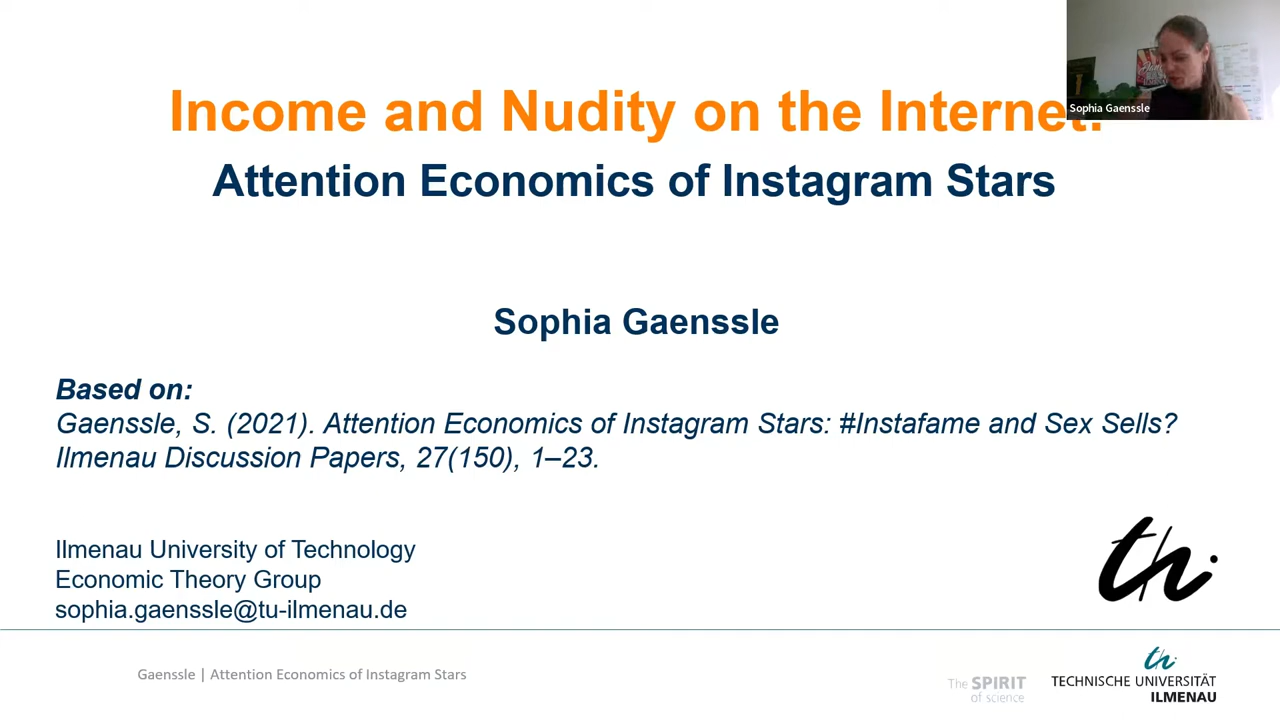 Income and Nudity on the Internet:
Attention Economics of Instagram Stars
Sophia Gaenssle
Sophia Gaenssle
Based on:
Gaenssle, S. (2021). Attention Economics of Instagram Stars: #Instafame and Sex Sells?
Ilmenau Discussion Papers, 27(150), 1–23.
Ilmenau University of Technology
Economic Theory Group
sophia.gaenssle@tu-ilmenau.de
th
Gaenssle | Attention Economics of Instagram Stars
The SPIRIT
of science
th
TECHNISCHE UNIVERSITÄT
ILMENAU